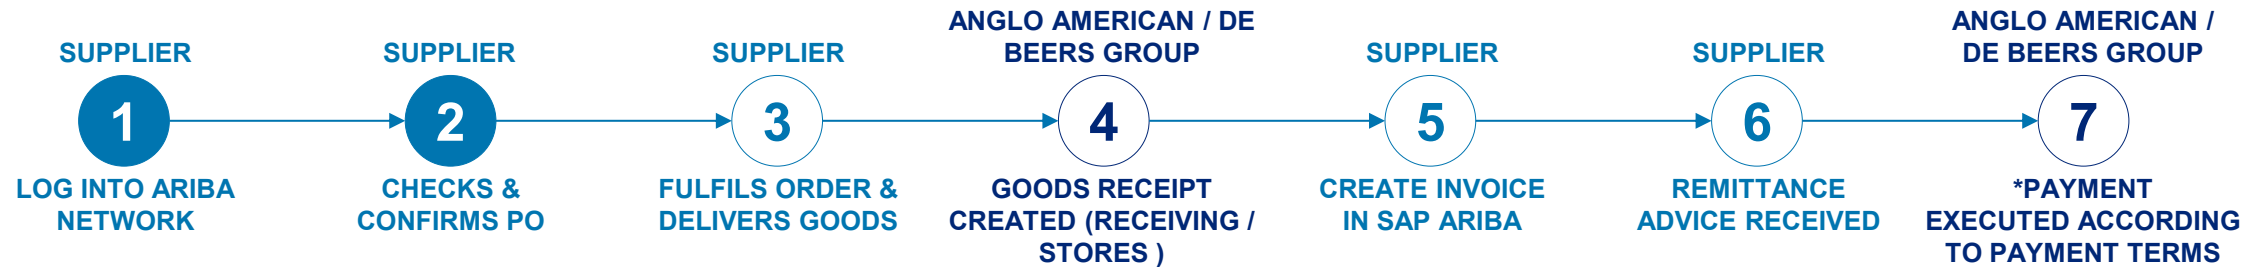 SUPPLIER
1
LOG INTO ARIBA
NETWORK
SUPPLIER
2
CHECKS &
CONFIRMS PO
SUPPLIER
3
FULFILS ORDER &
DELIVERS GOODS
ANGLO AMERICAN / DE
BEERS GROUP
4
GOODS RECEIPT
CREATED (RECEIVING /
STORES )
SUPPLIER
5
CREATE INVOICE
IN SAP ARIBA
SUPPLIER
6
REMITTANCE
ADVICE RECEIVED
ANGLO AMERICAN /
DE BEERS GROUP
7
*PAYMENT
EXECUTED ACCORDING
TO PAYMENT TERMS